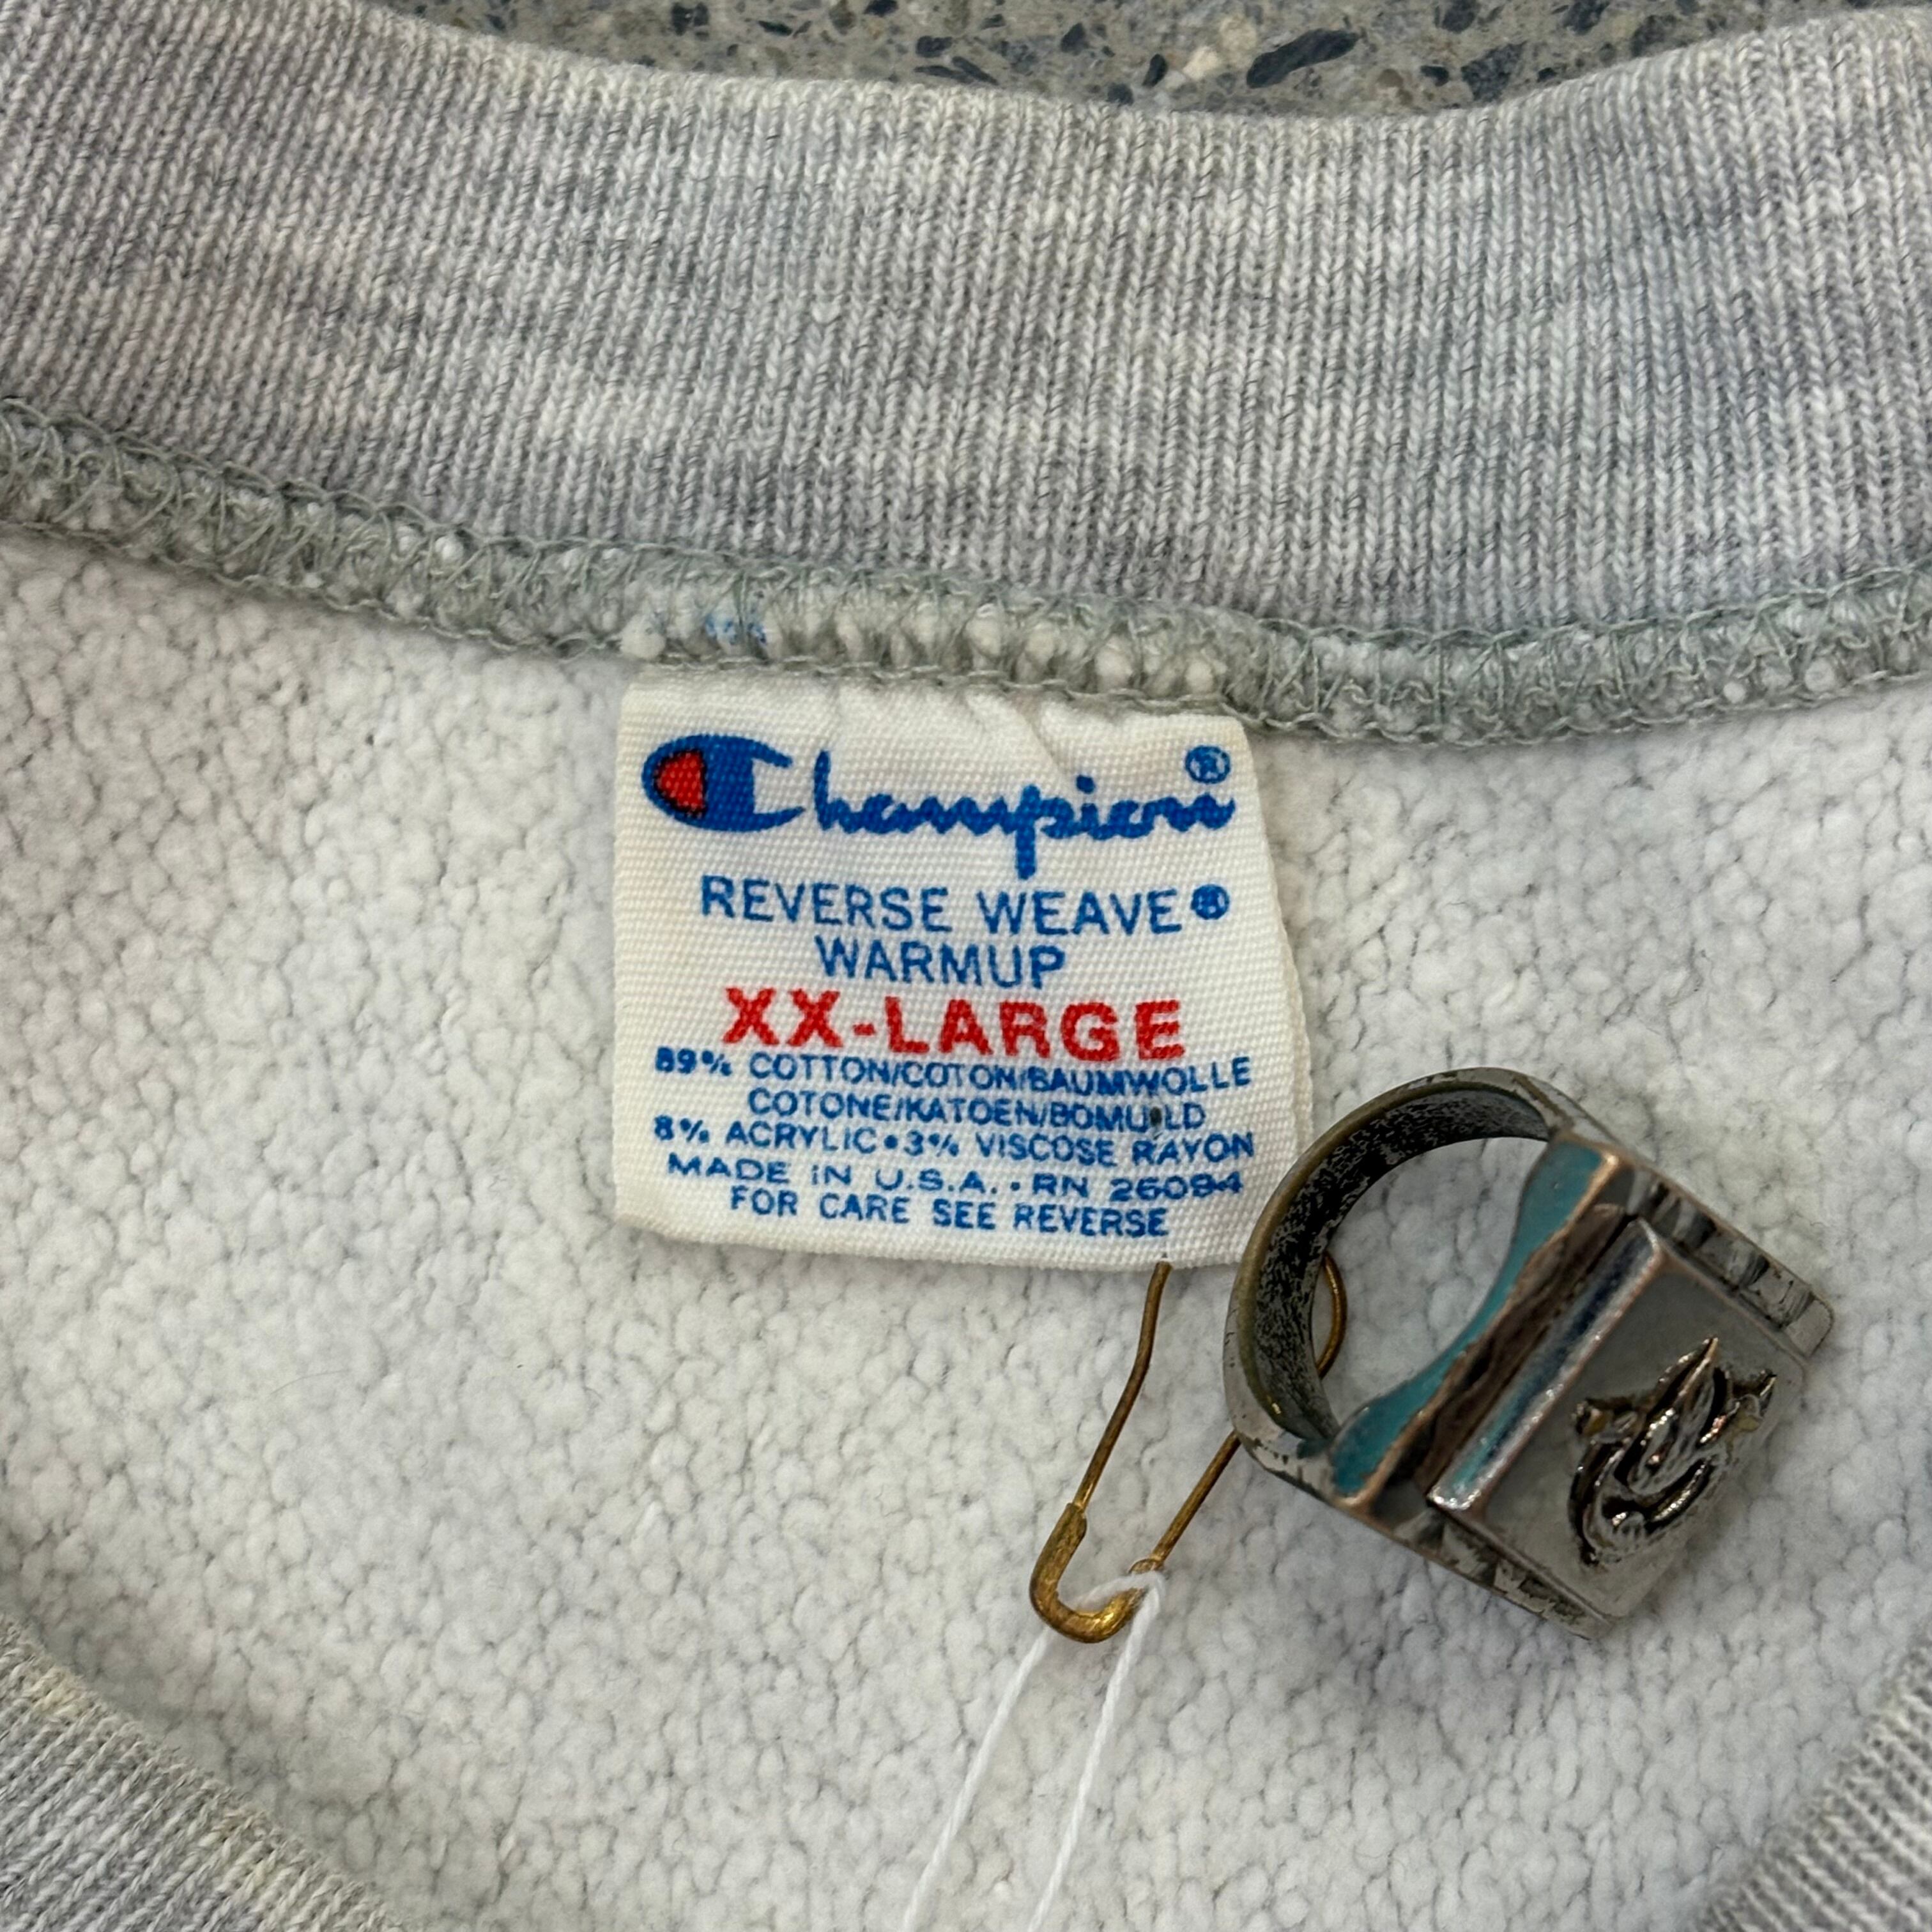 Champion®
REVERSE WEAVE®
WARMUP
XX-LARGE
89% COTTON/COTON/BAUMWOLLE
COTONE/KATOEN/BOMULD
8% ACRYLIC•3% VISCOSE RAYON
MADE IN U.S.A.·RN 26094
FOR CARE SEE REVERSE